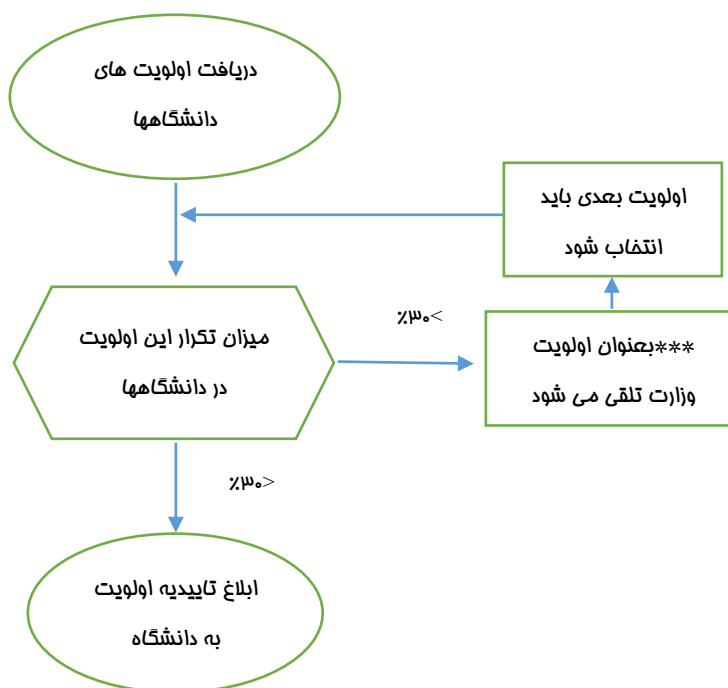 دریافت اولویت های
دانشگاهها
اولویت بعدی باید
انتخاب شود
میزان تکرار این اولویت
در دانشگاهها
>۳۰٪
***بعنوان اولویت
وزارت تلقی می شود
<۳۰٪
ابلاغ تاییدیه اولویت
به دانشگاه